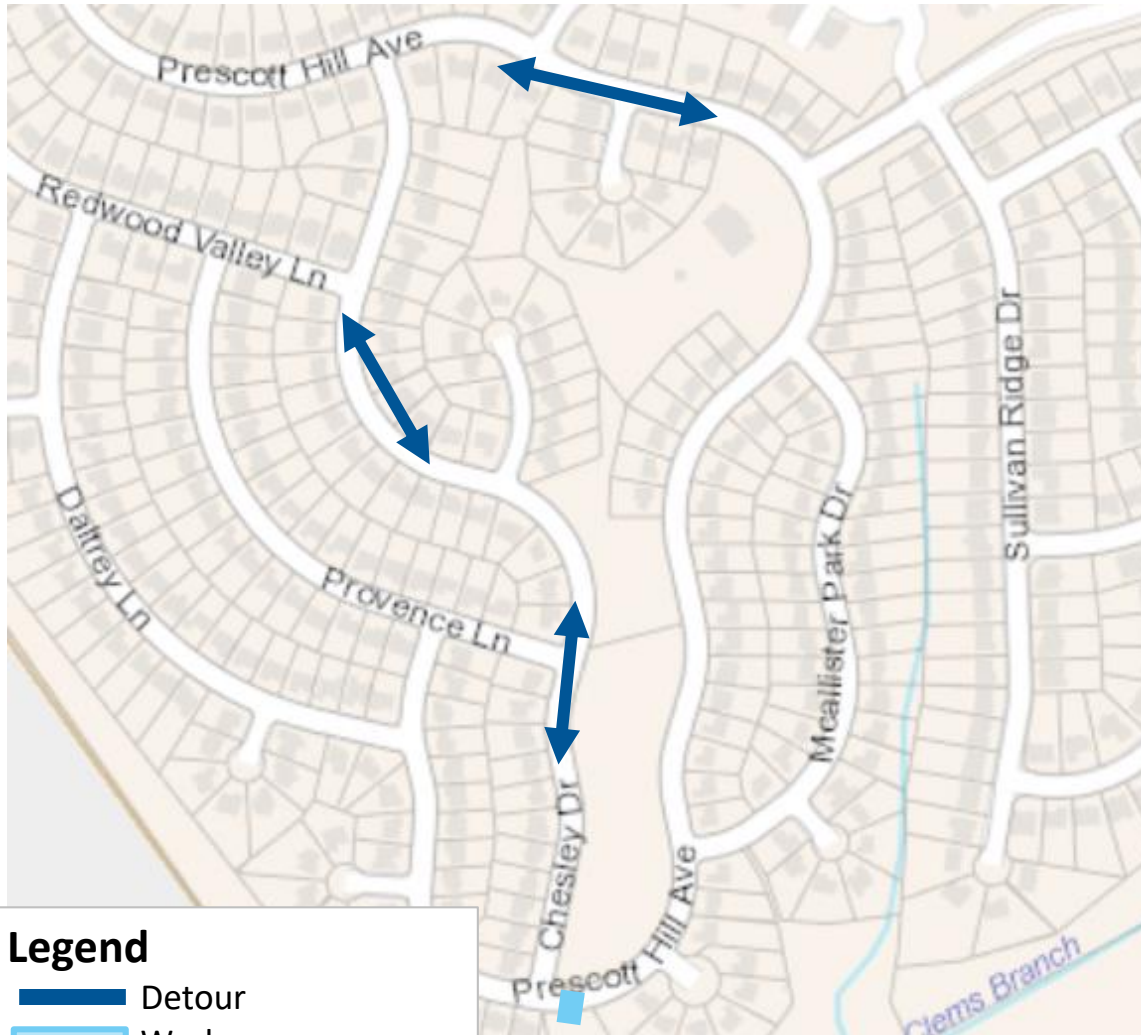 Prescott Hill Ave
Redwood Valley Ln
Sullivan Ridge Dr
Daltrey Ln
Provence Ln
Mcallister Park Dr
Chesley Dr
Prescott Hill Ave
Clems Branch
Legend
Detour